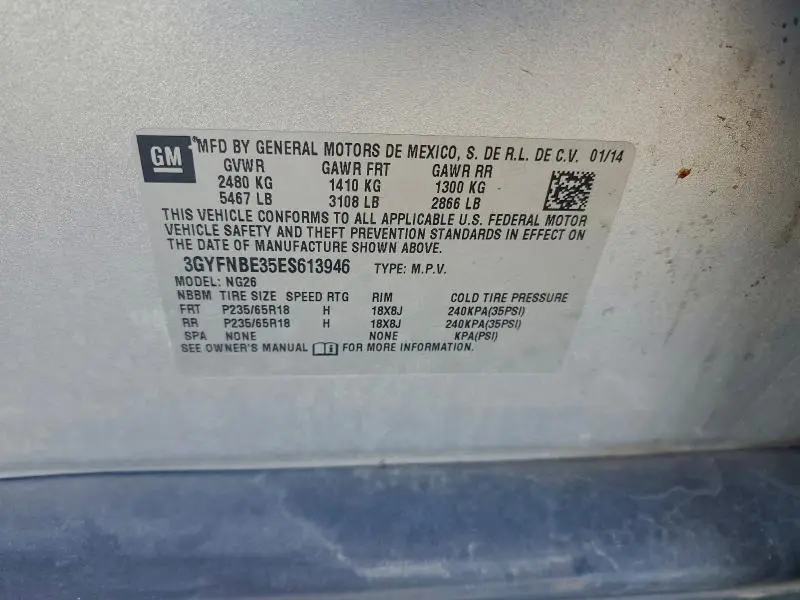 GM
MFD BY GENERAL MOTORS DE MEXICO, S. DE R.L. DE C.V. 01/14
GVWR GAWR FRT GAWR RR
2480 KG 1410 KG 1300 KG
5467 LB 3108 LB 2866 LB
THIS VEHICLE CONFORMS TO ALL APPLICABLE U.S. FEDERAL MOTOR
VEHICLE SAFETY AND THEFT PREVENTION STANDARDS IN EFFECT ON
THE DATE OF MANUFACTURE SHOWN ABOVE.
3GYFNBE35ES613946 TYPE: M.P.V.
MODEL: NG26
NBBM TIRE SIZE SPEED RTG RIM COLD TIRE PRESSURE
FRT P235/65R18 H 18X8J 240KPA(35PSI)
RR P235/65R18 H 18X8J 240KPA(35PSI)
SPA NONE NONE KPA(PSI)
SEE OWNER'S MANUAL FOR MORE INFORMATION.